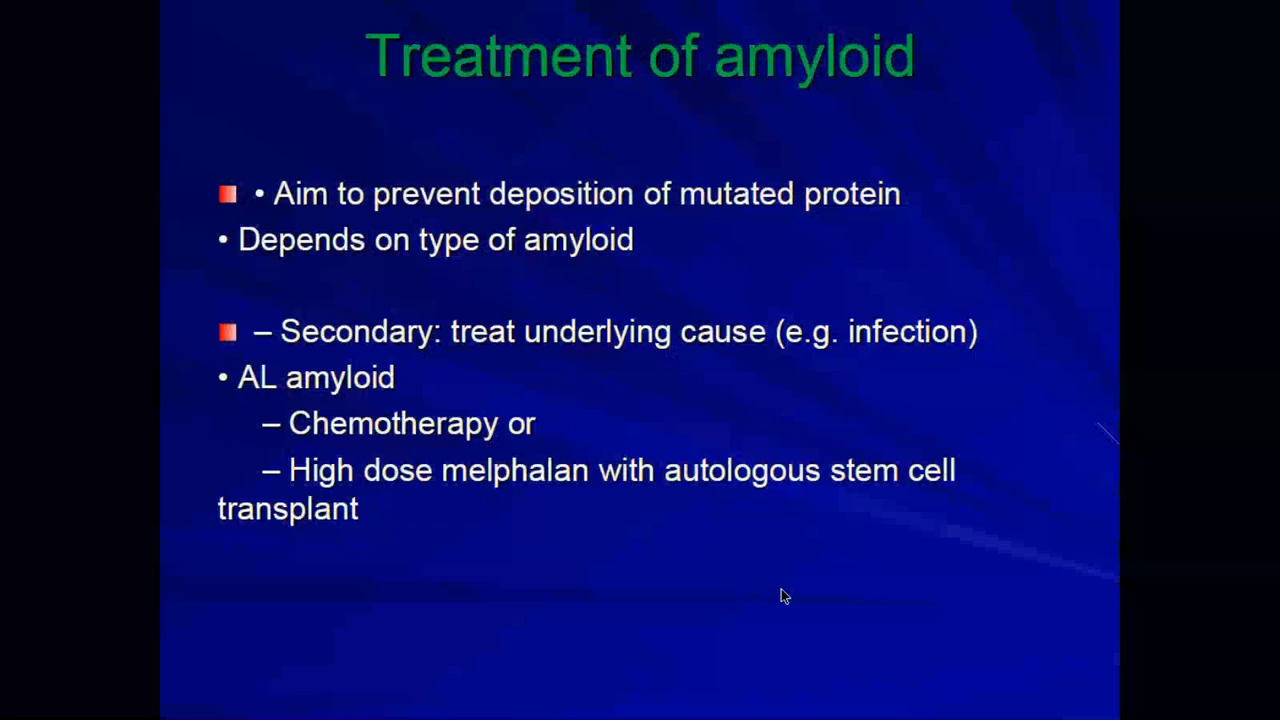 Treatment of amyloid
• Aim to prevent deposition of mutated protein
• Depends on type of amyloid
– Secondary: treat underlying cause (e.g. infection)
• AL amyloid
– Chemotherapy or
– High dose melphalan with autologous stem cell
transplant